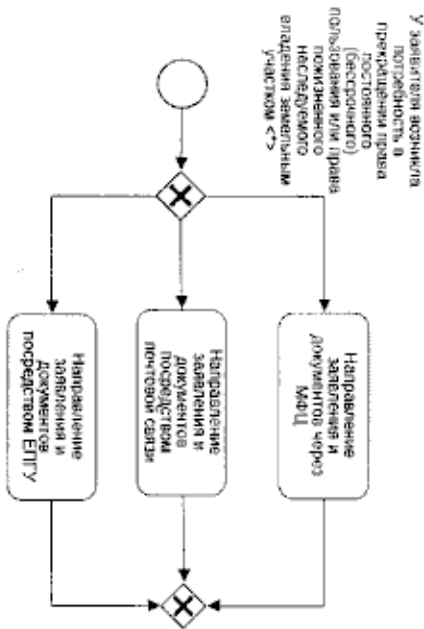 У заявителя возникла
потребность в
прекращении права
постоянного
(бессрочного)
пользования или права
пожизненного
наследуемого
владения земельным
участком <*>
Направление
заявления и
документов через
МФЦ
Направление
заявления и
документов
посредством
почтовой связи
Направление
заявления и
документов
посредством ЕПГУ